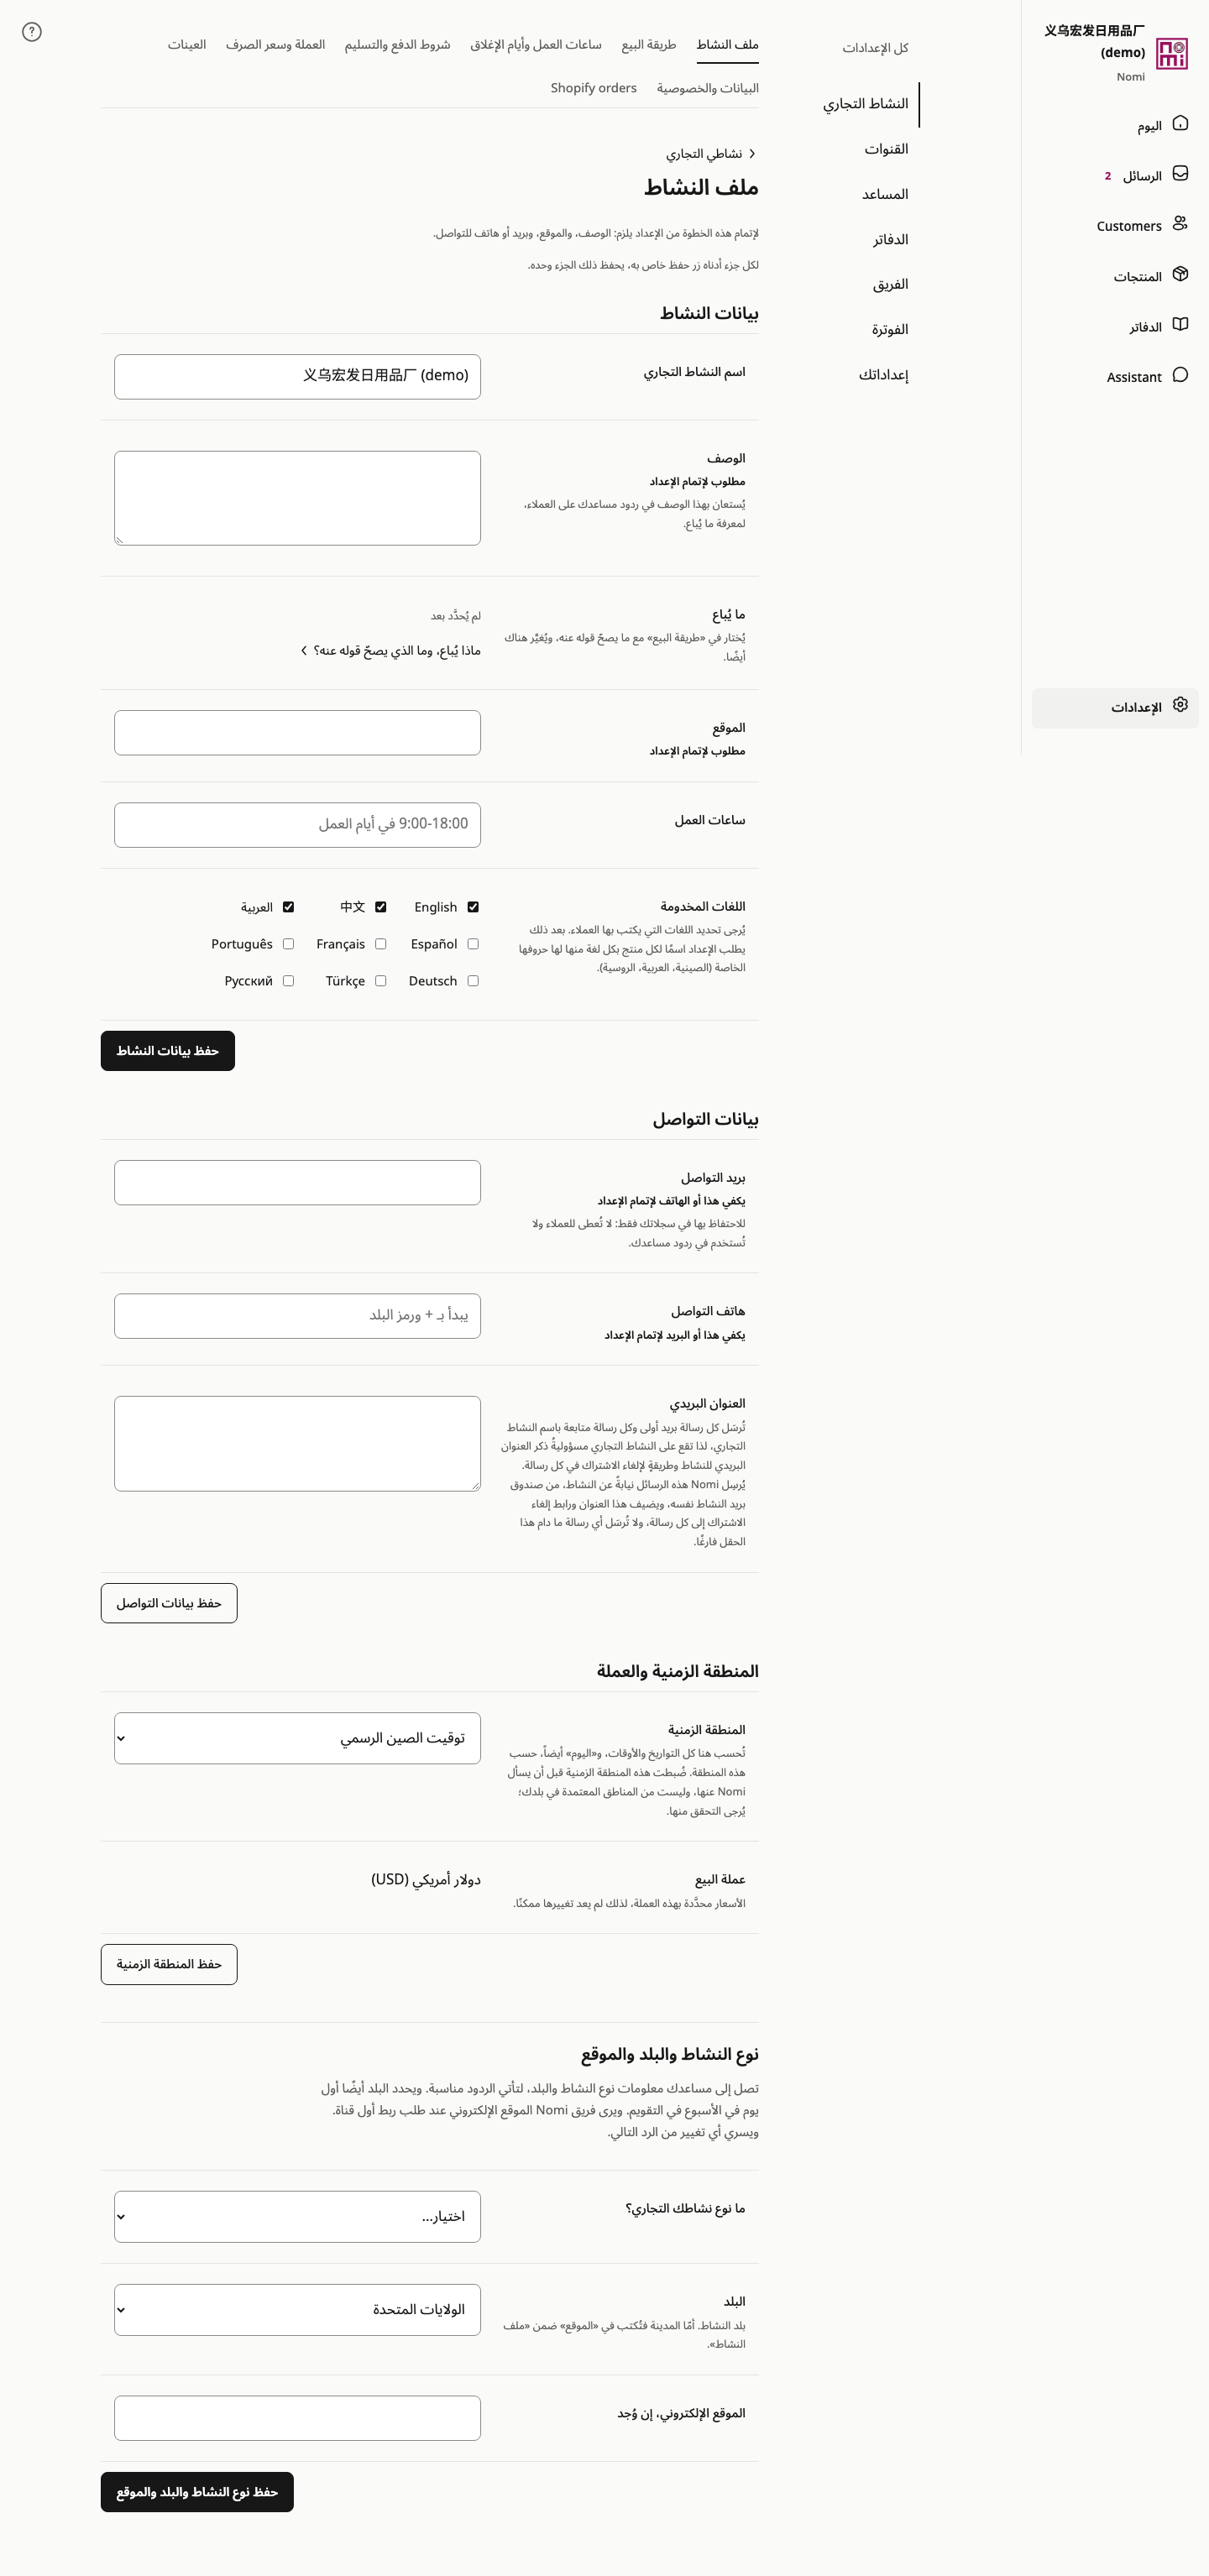 义乌宏发日用品厂
(demo)
Nomi
اليوم
الرسائل 2
Customers
المنتجات
الدفاتر
Assistant
الإعدادات
كل الإعدادات
النشاط التجاري
القنوات
المساعد
الدفاتر
الفريق
الفوترة
إعداداتك
ملف النشاط
طريقة البيع
ساعات العمل وأيام الإغلاق
شروط الدفع والتسليم
العملة وسعر الصرف
العينات
البيانات والخصوصية
Shopify orders
نشاطي التجاري
ملف النشاط
لإتمام هذه الخطوة من الإعداد يلزم: الوصف، والموقع، وبريد أو هاتف للتواصل.
لكل جزء أدناه زر حفظ خاص به، يحفظ ذلك الجزء وحده.
بيانات النشاط
اسم النشاط التجاري
义乌宏发日用品厂 (demo)
الوصف
مطلوب لإتمام الإعداد
يُستعان بهذا الوصف في ردود مساعدك على العملاء،
لمعرفة ما يُباع.
ما يُباع
يُختار في «طريقة البيع» مع ما يصحّ قوله عنه، ويُغيَّر هناك
أيضًا.
لم يُحدَّد بعد
ماذا يُباع، وما الذي يصحّ قوله عنه؟
الموقع
مطلوب لإتمام الإعداد
ساعات العمل
9:00-18:00 في أيام العمل
اللغات المخدومة
يُرجى تحديد اللغات التي يكتب بها العملاء. بعد ذلك
يطلب الإعداد اسمًا لكل منتج بكل لغة منها لها حروفها
الخاصة (الصينية، العربية، الروسية).
English
中文
العربية
Español
Français
Português
Deutsch
Türkçe
Русский
حفظ بيانات النشاط
بيانات التواصل
بريد التواصل
يكفي هذا أو الهاتف لإتمام الإعداد
للاحتفاظ بها في سجلاتك فقط: لا تُعطى للعملاء ولا
تُستخدم في ردود مساعدك.
هاتف التواصل
يكفي هذا أو البريد لإتمام الإعداد
يبدأ بـ + ورمز البلد
العنوان البريدي
تُرسَل كل رسالة بريد أولى وكل رسالة متابعة باسم النشاط
التجاري، لذا تقع على النشاط التجاري مسؤوليةُ ذكر العنوان
البريدي للنشاط وطريقةٍ لإلغاء الاشتراك في كل رسالة.
يُرسِل Nomi هذه الرسائل نيابةً عن النشاط، من صندوق
بريد النشاط نفسه، ويضيف هذا العنوان ورابط إلغاء
الاشتراك إلى كل رسالة، ولا تُرسَل أي رسالة ما دام هذا
الحقل فارغًا.
حفظ بيانات التواصل
المنطقة الزمنية والعملة
المنطقة الزمنية
تُحسب هنا كل التواريخ والأوقات، و«اليوم» أيضاً، حسب
هذه المنطقة. ضُبطت هذه المنطقة الزمنية قبل أن يسأل
Nomi عنها، وليست من المناطق المعتمدة في بلدك؛
يُرجى التحقق منها.
توقيت الصين الرسمي
عملة البيع
الأسعار محدَّدة بهذه العملة، لذلك لم يعد تغييرها ممكنًا.
دولار أمريكي (USD)
حفظ المنطقة الزمنية
نوع النشاط والبلد والموقع
تصل إلى مساعدك معلومات نوع النشاط والبلد، لتأتي الردود مناسبة. ويحدد البلد أيضًا أول
يوم في الأسبوع في التقويم. ويرى فريق Nomi الموقع الإلكتروني عند طلب ربط أول قناة.
ويسري أي تغيير من الرد التالي.
ما نوع نشاطك التجاري؟
اختيار...
البلد
بلد النشاط. أمّا المدينة فتُكتب في «الموقع» ضمن «ملف
النشاط».
الولايات المتحدة
الموقع الإلكتروني، إن وُجد
حفظ نوع النشاط والبلد والموقع